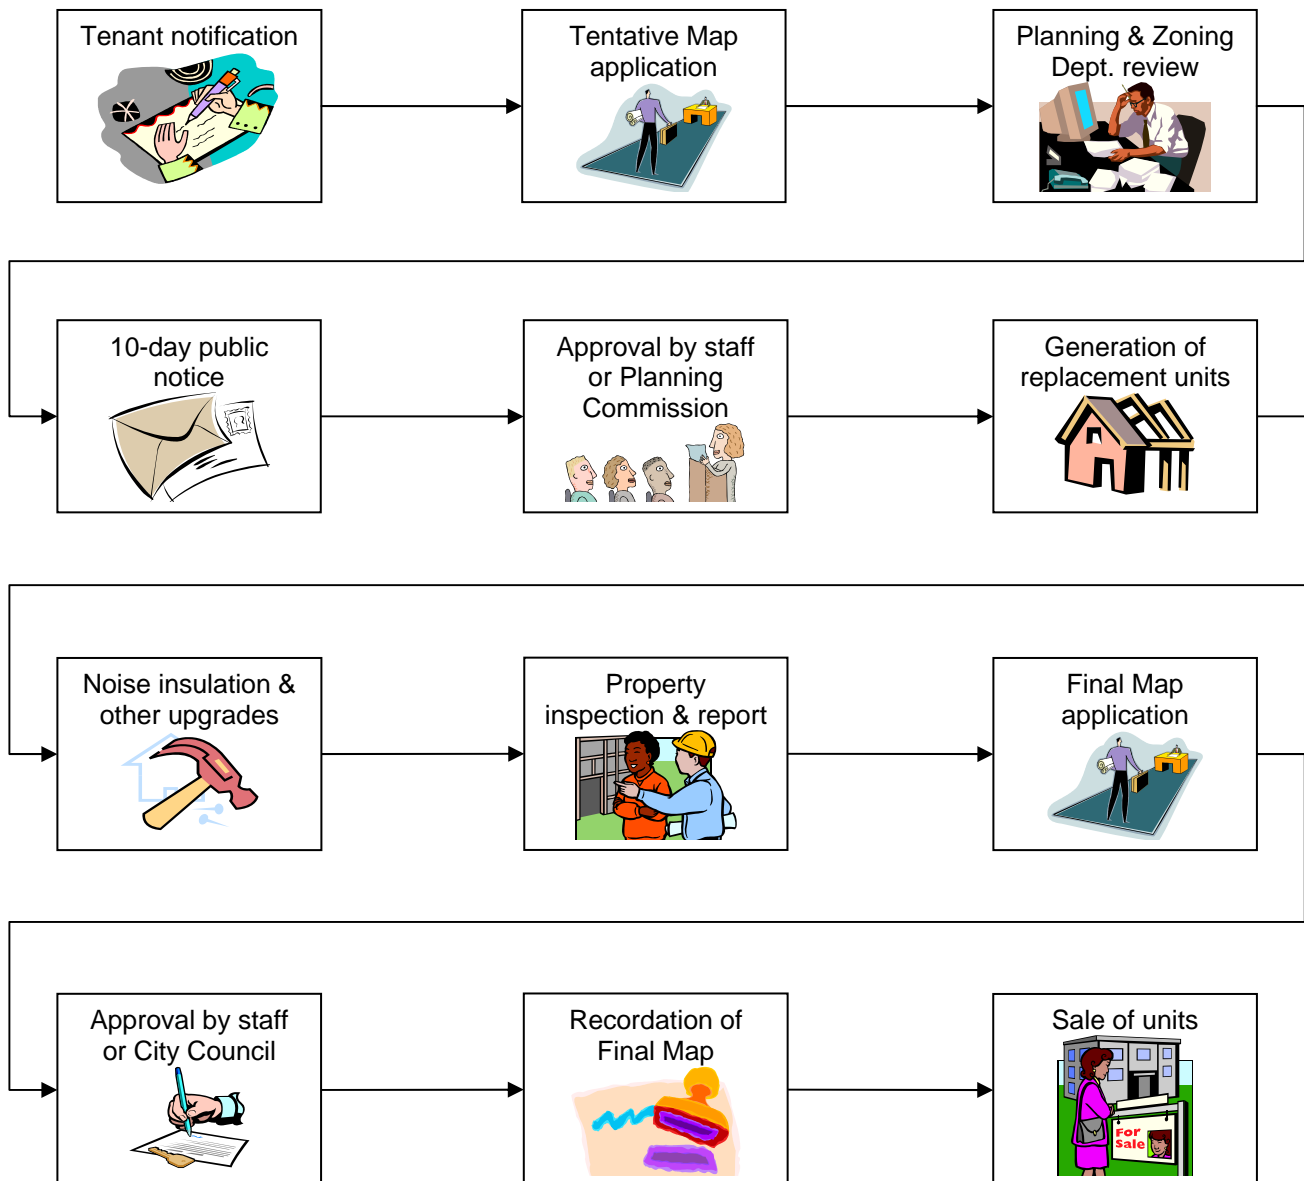 Tenant notification
Tentative Map
application
Planning & Zoning
Dept. review
10-day public
notice
Approval by staff
or Planning
Commission
Generation of
replacement units
Noise insulation &
other upgrades
Property
inspection & report
Final Map
application
Approval by staff
or City Council
Recordation of
Final Map
Sale of units
For
Sale